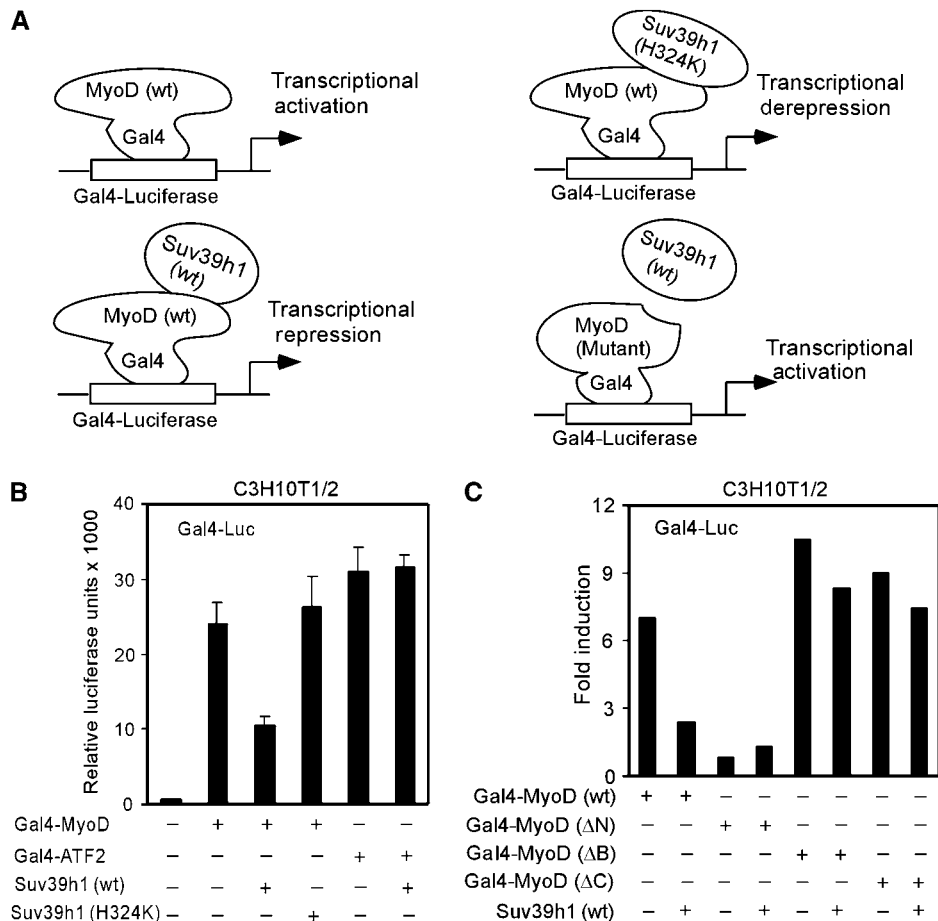 A
MyoD (wt)
Gal4
Transcriptional
activation
Gal4-Luciferase
Suv39h1
(H324K)
MyoD (wt)
Gal4
Transcriptional
derepression
Gal4-Luciferase
Suv39h1
(wt)
MyoD (wt)
Gal4
Transcriptional
repression
Gal4-Luciferase
Suv39h1
(wt)
MyoD
(Mutant)
Gal4
Transcriptional
activation
Gal4-Luciferase
B
C3H10T1/2
Gal4-Luc
Relative luciferase units x 1000
40
30
20
10
0
Gal4-MyoD – + + + – –
Gal4-ATF2 – – – – + +
Suv39h1 (wt) – – + – – +
Suv39h1 (H324K) – – – + – –
C
C3H10T1/2
Gal4-Luc
Fold induction
12
9
6
3
0
Gal4-MyoD (wt) + + – – – – – –
Gal4-MyoD (ΔN) – – + + – – – –
Gal4-MyoD (ΔB) – – – – + + – –
Gal4-MyoD (ΔC) – – – – – – + +
Suv39h1 (wt) – + – + – + – +